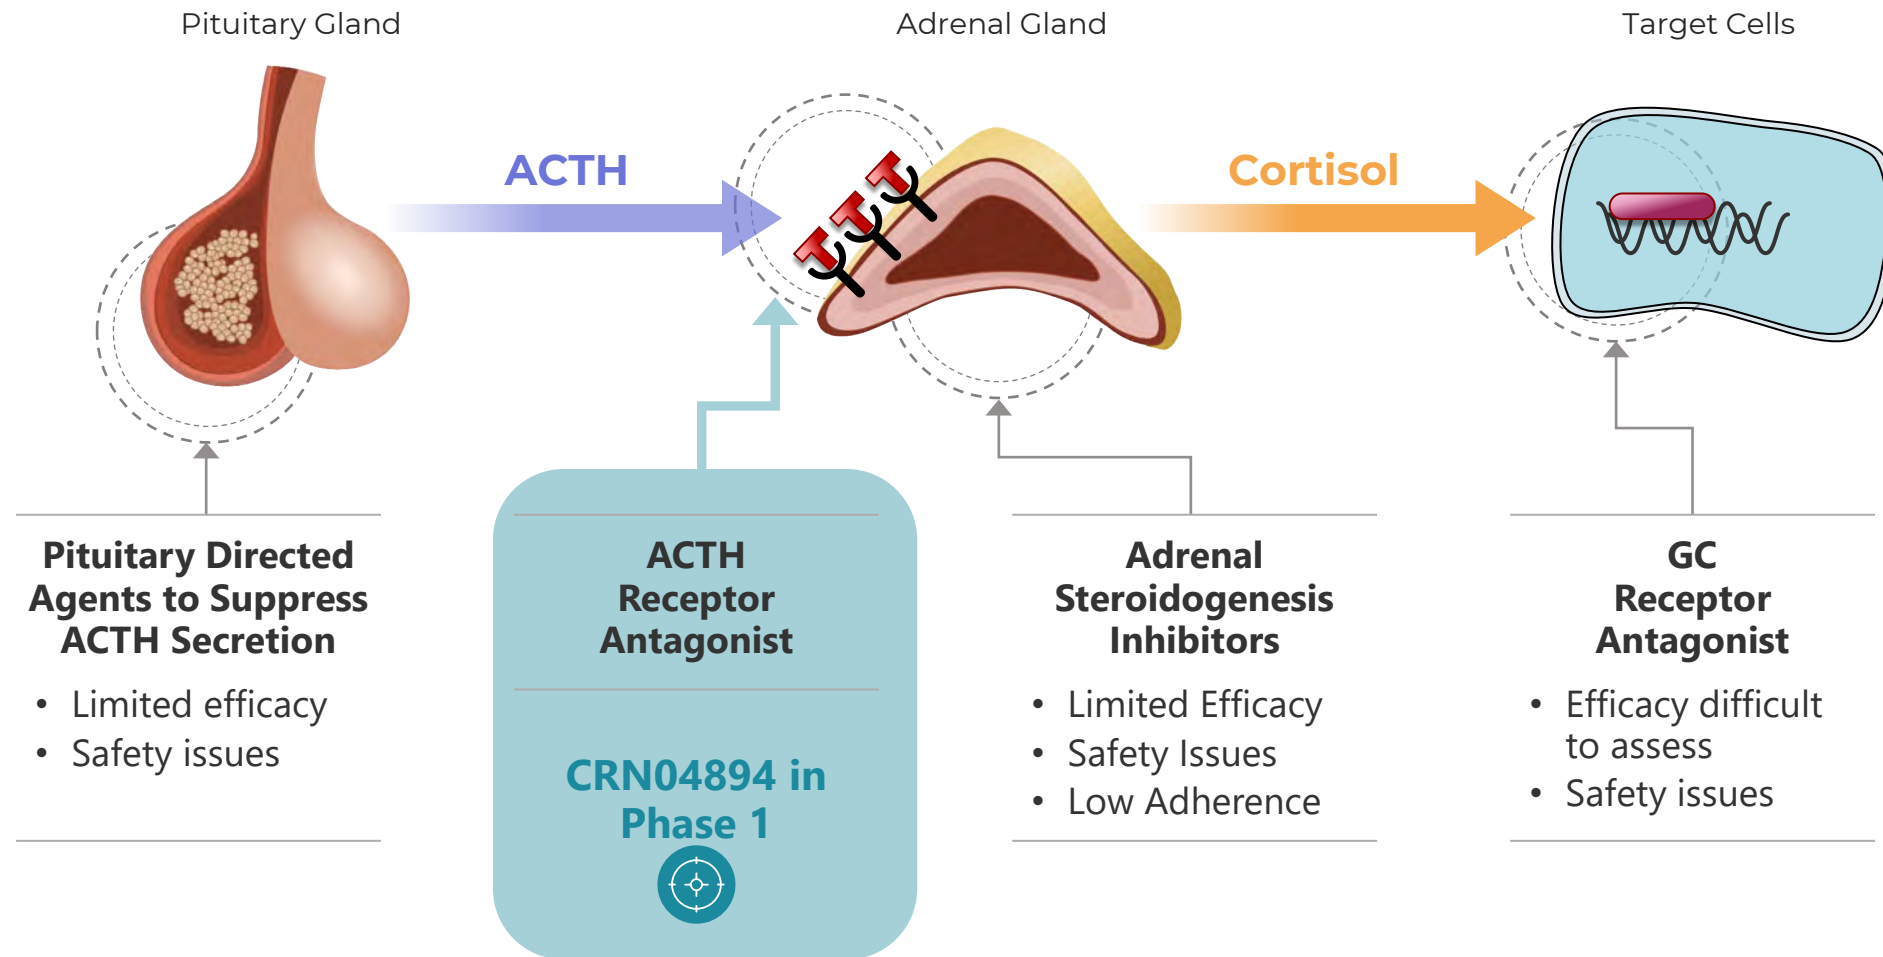 Pituitary Gland
Adrenal Gland
Target Cells
ACTH
Cortisol
Pituitary Directed
Agents to Suppress
ACTH Secretion
• Limited efficacy
• Safety issues
ACTH
Receptor
Antagonist
CRN04894 in
Phase 1
Adrenal
Steroidogenesis
Inhibitors
• Limited Efficacy
• Safety Issues
• Low Adherence
GC
Receptor
Antagonist
• Efficacy difficult
to assess
• Safety issues